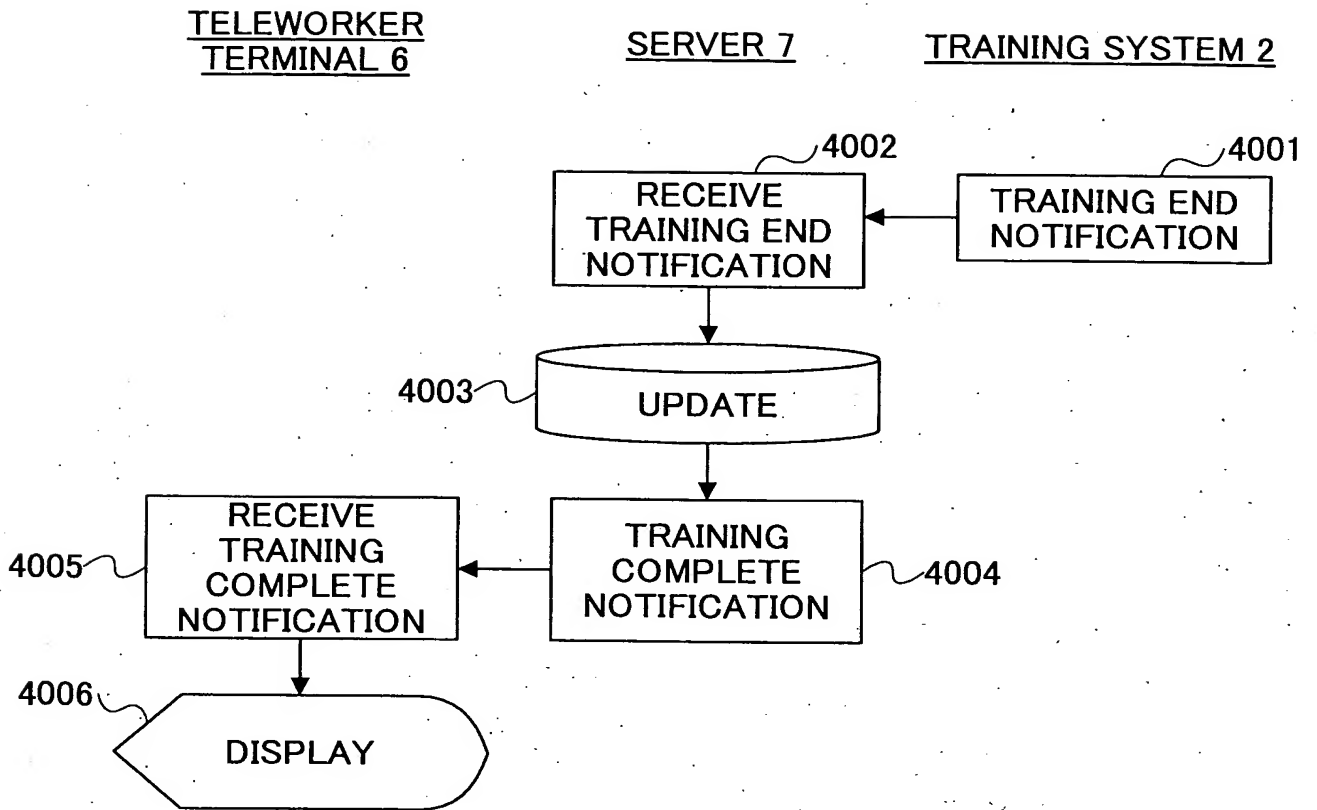 TELEWORKER
TERMINAL 6
SERVER 7
TRAINING SYSTEM 2
4002
4001
RECEIVE
TRAINING END
NOTIFICATION
TRAINING END
NOTIFICATION
4003
UPDATE
4005
RECEIVE
TRAINING
COMPLETE
NOTIFICATION
TRAINING
COMPLETE
NOTIFICATION
4004
4006
DISPLAY